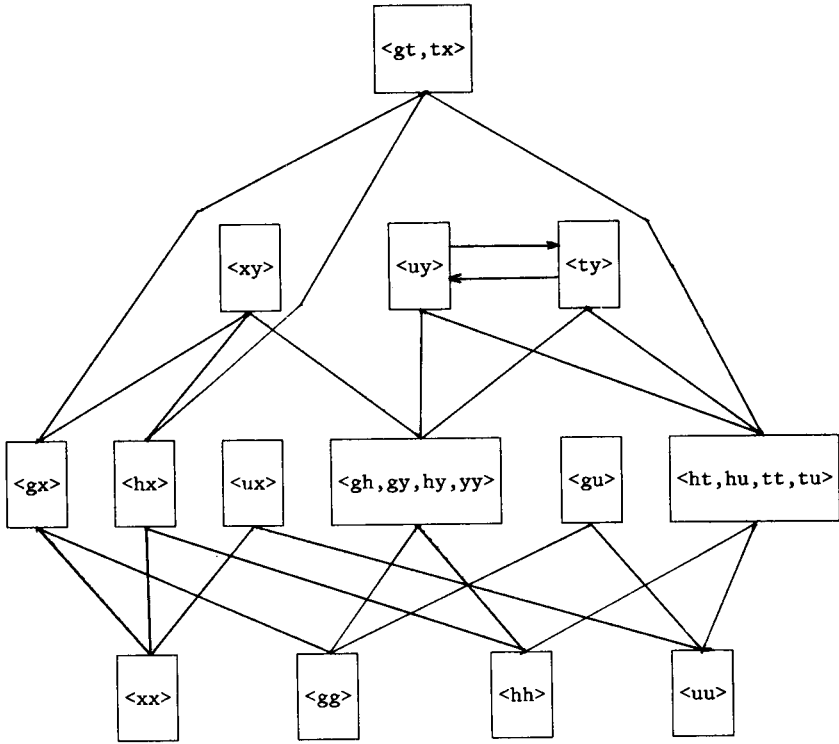 <gt,tx>
<xy>
<uy>
<ty>
<gx>
<hx>
<ux>
<gh,gy,hy,yy>
<gu>
<ht,hu,tt,tu>
<xx>
<gg>
<hh>
<uu>